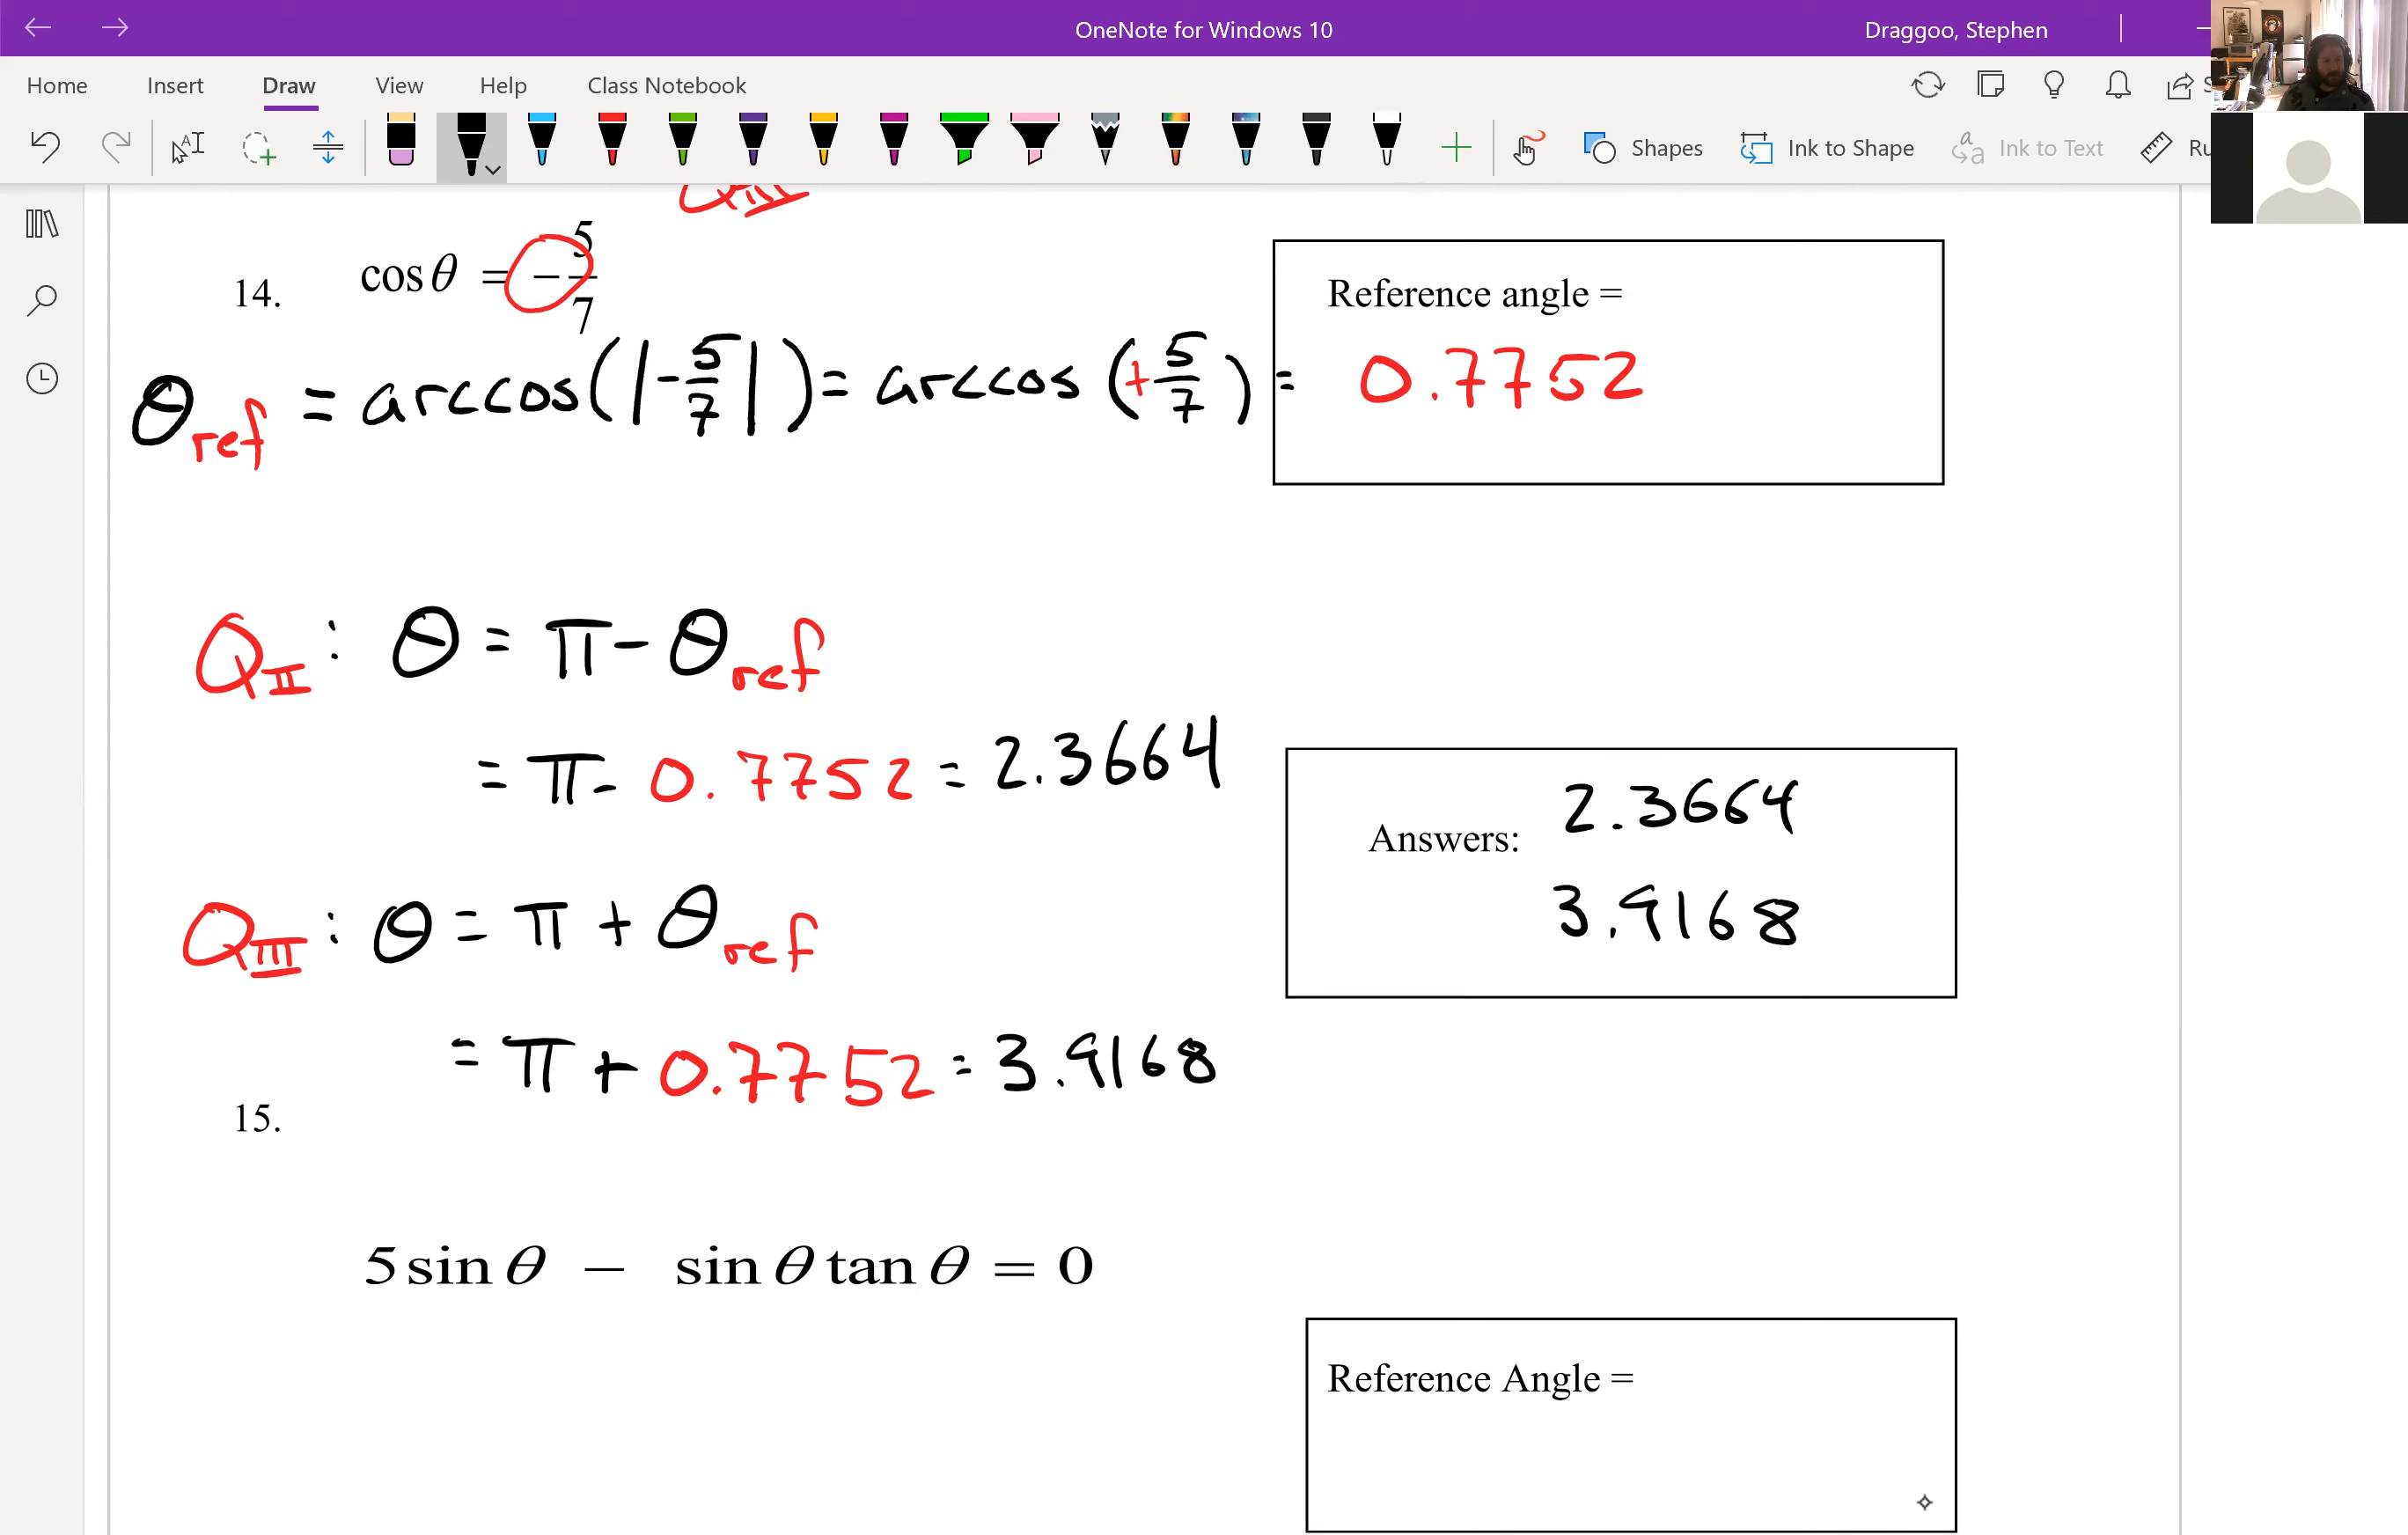 OneNote for Windows 10
Draggoo, Stephen
Home Insert Draw View Help Class Notebook
Shapes Ink to Shape Ink to Text Ru
QIII
14. cos θ = -5/7
Reference angle =
θref = arccos(|-5/7|) = arccos(+5/7) = 0.7752
QII : θ = π - θref
= π - 0.7752 = 2.3664
2.3664
Answers:
3.9168
QIII : θ = π + θref
= π + 0.7752 = 3.9168
15.
5 sin θ − sin θ tan θ = 0
Reference Angle =